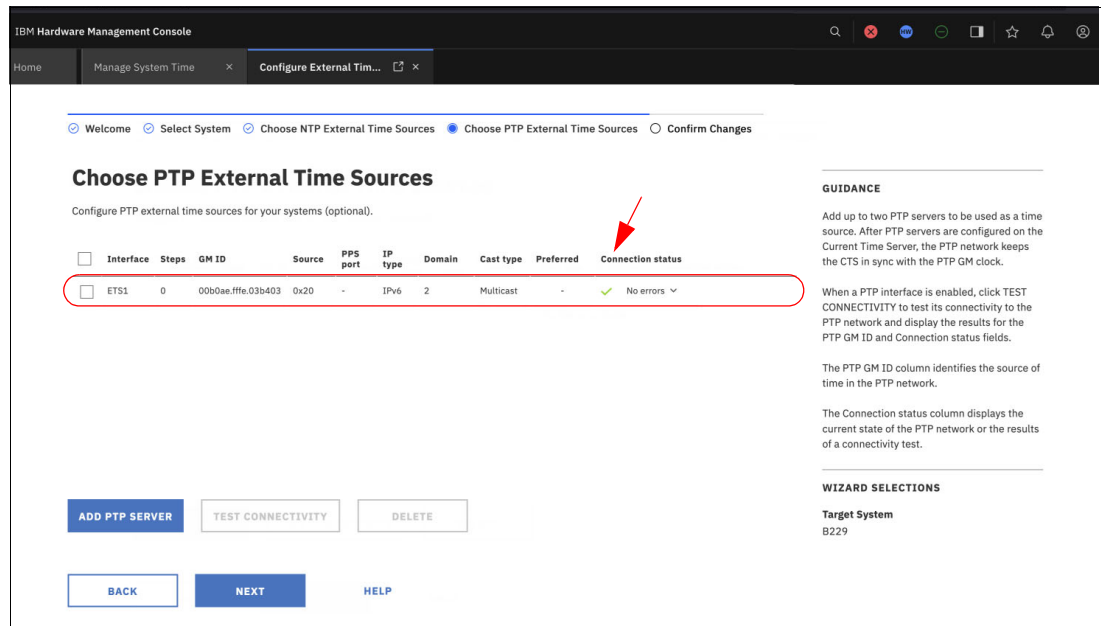 IBM Hardware Management Console
HW
Home
Manage System Time
Configure External Tim...
Welcome Select System Choose NTP External Time Sources Choose PTP External Time Sources Confirm Changes
Choose PTP External Time Sources
Configure PTP external time sources for your systems (optional).
Interface Steps GM ID Source PPS port IP type Domain Cast type Preferred Connection status
ETS1 0 00b0ae.fffe.03b403 0x20 - IPv6 2 Multicast - No errors
ADD PTP SERVER TEST CONNECTIVITY DELETE
BACK NEXT HELP
GUIDANCE
Add up to two PTP servers to be used as a time
source. After PTP servers are configured on the
Current Time Server, the PTP network keeps
the CTS in sync with the PTP GM clock.
When a PTP interface is enabled, click TEST
CONNECTIVITY to test its connectivity to the
PTP network and display the results for the
PTP GM ID and Connection status fields.
The PTP GM ID column identifies the source of
time in the PTP network.
The Connection status column displays the
current state of the PTP network or the results
of a connectivity test.
WIZARD SELECTIONS
Target System
B229